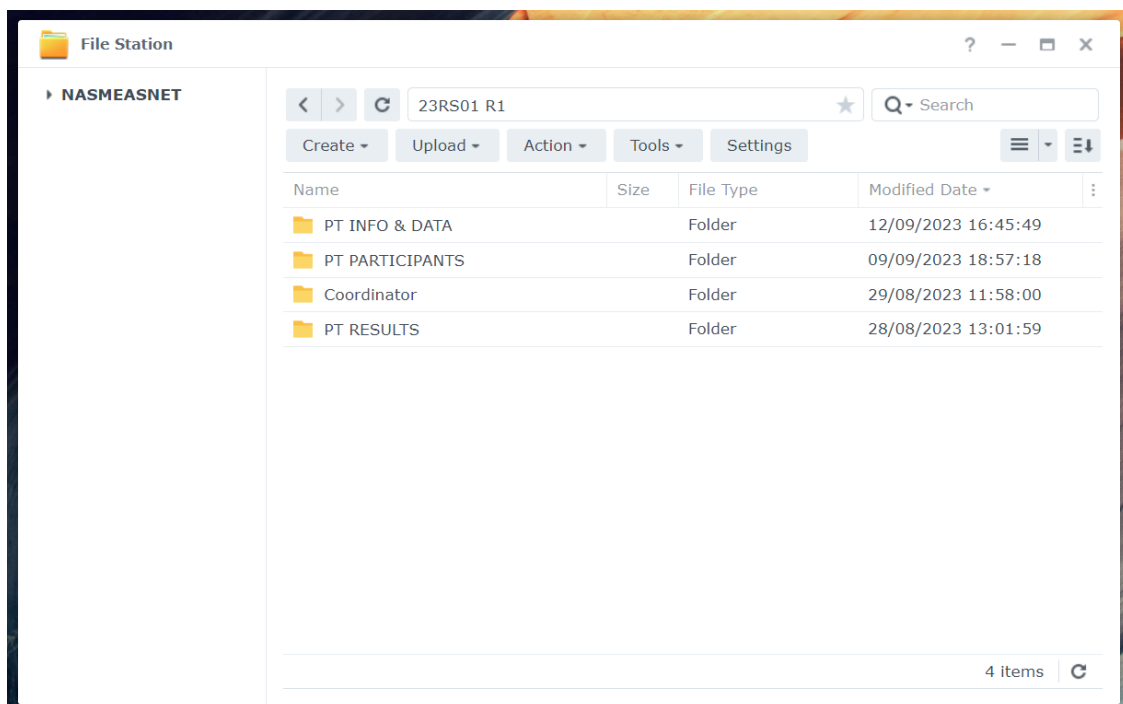 File Station
NASMEASNET
23RS01 R1
Search
Create Upload Action Tools Settings
Name Size File Type Modified Date
PT INFO & DATA Folder 12/09/2023 16:45:49
PT PARTICIPANTS Folder 09/09/2023 18:57:18
Coordinator Folder 29/08/2023 11:58:00
PT RESULTS Folder 28/08/2023 13:01:59
4 items